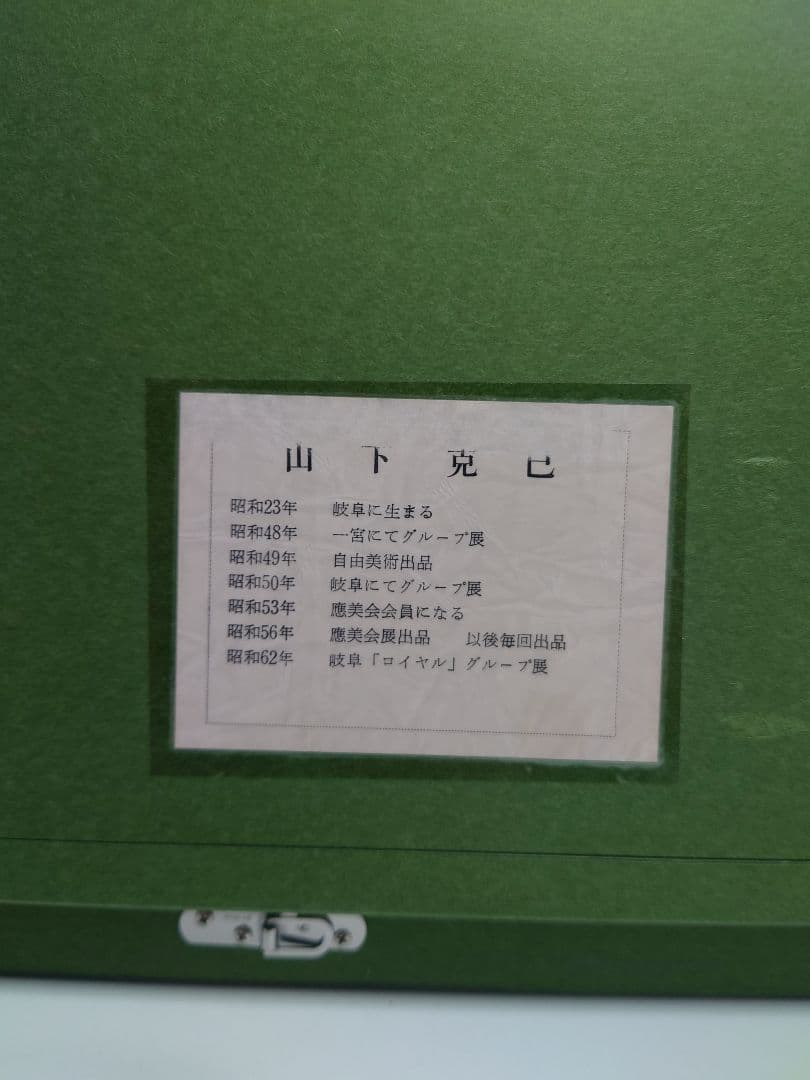 山下克己
昭和23年 岐阜に生まる
昭和48年 一宮にてグループ展
昭和49年 自由美術出品
昭和50年 岐阜にてグループ展
昭和53年 應美会会員になる
昭和56年 應美会展出品 以後毎回出品
昭和62年 岐阜「ロイヤル」グループ展